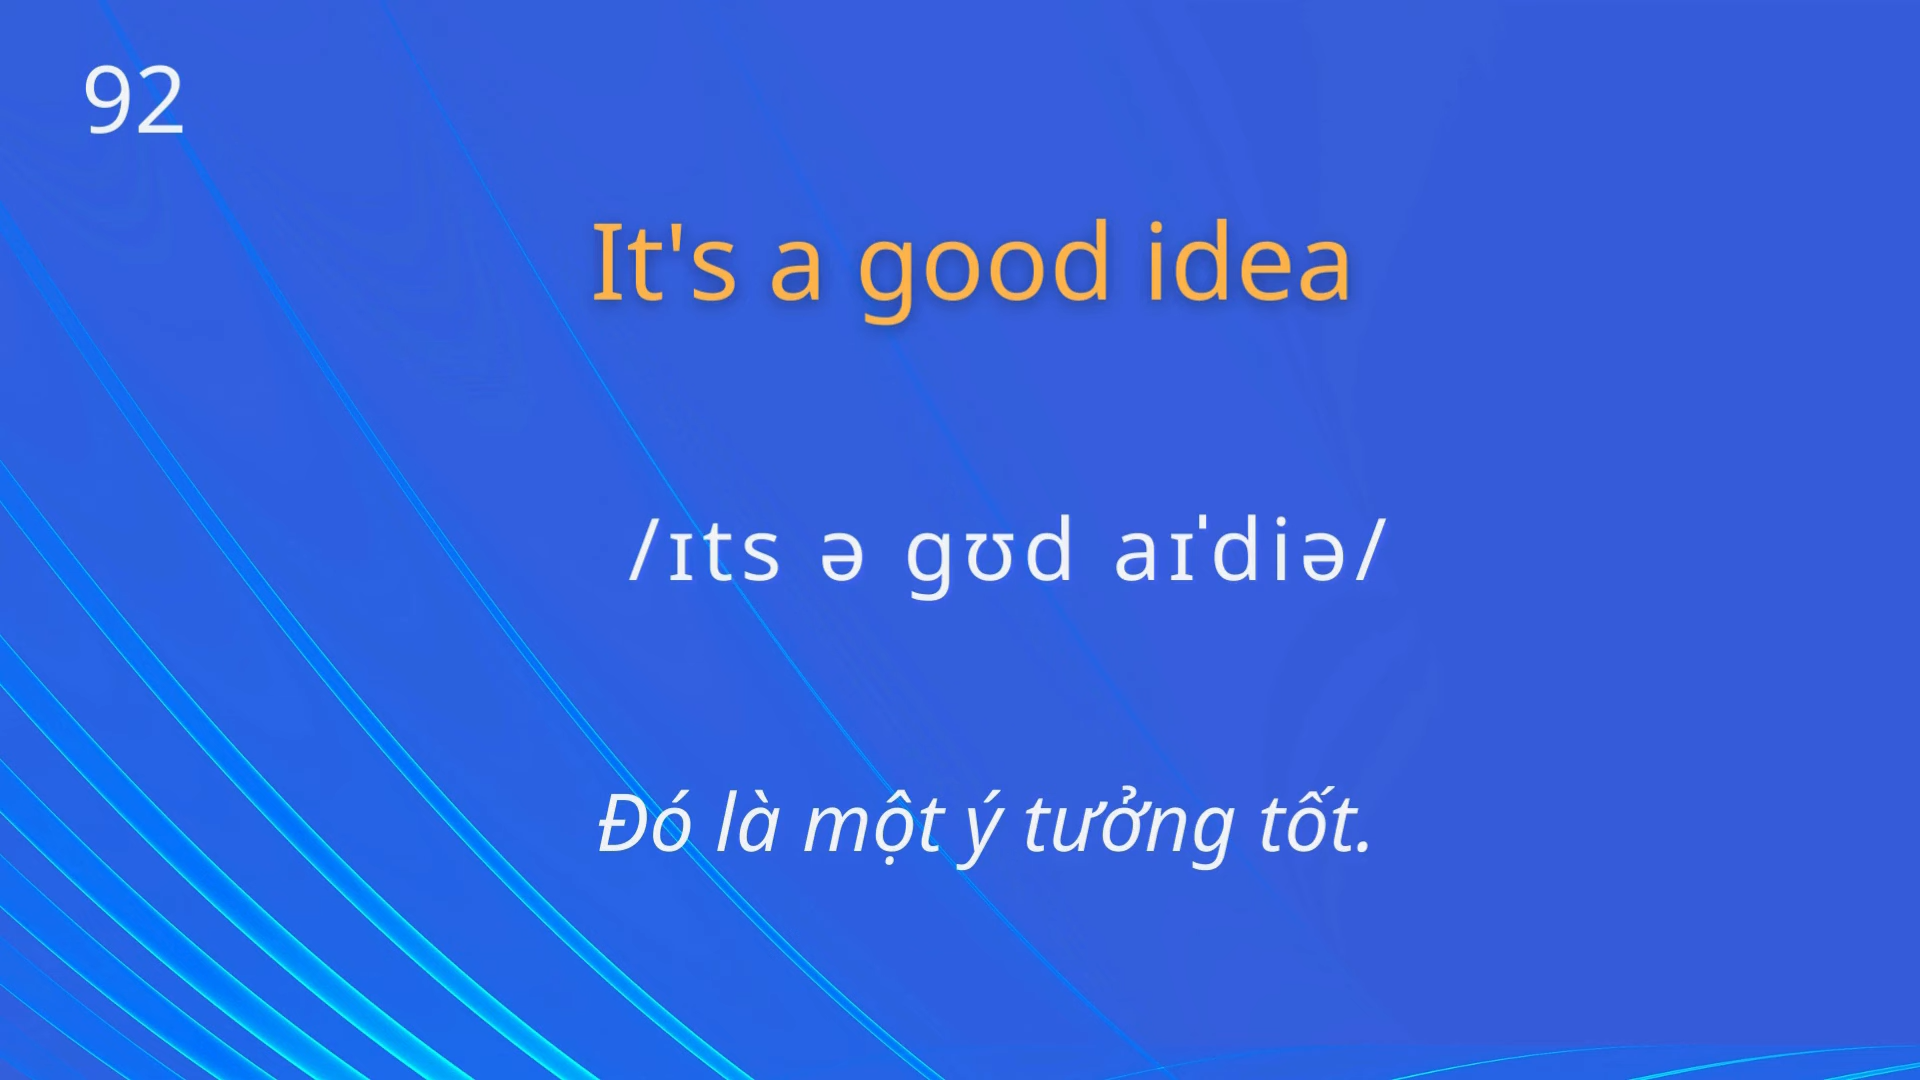 92
It's a good idea
/ɪts ə gʊd aɪˈdiə/
Đó là một ý tưởng tốt.